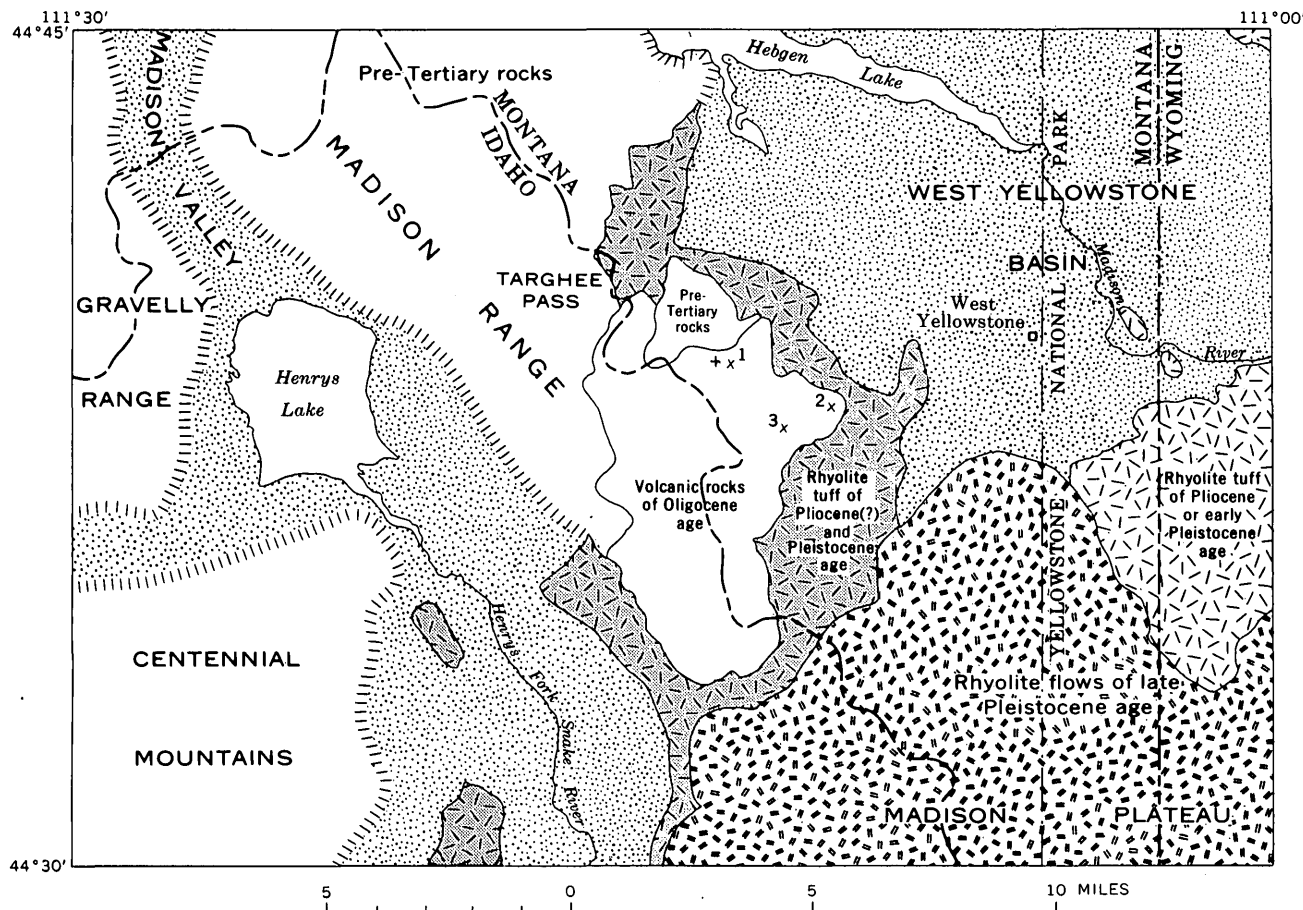 111°30'
111°00'
44°45'
Pre-Tertiary rocks
Hebgen
Lake
MADISON
VALLEY
MONTANA
IDAHO
MADISON
RANGE
MONTANA
WYOMING
PARK
NATIONAL
YELLOWSTONE
WEST YELLOWSTONE
BASIN
Madison
River
TARGHEE
PASS
Pre-
Tertiary
rocks
West
Yellowstone
GRAVELLY
RANGE
Henrys
Lake
+ x 1
2 x
3 x
Volcanic rocks
of Oligocene
age
Rhyolite
tuff of
Pliocene(?)
and
Pleistocene
age
Rhyolite tuff
of Pliocene
or early
Pleistocene
age
Henrys
Fork
Snake
River
CENTENNIAL
MOUNTAINS
Rhyolite flows of late
Pleistocene age
MADISON
PLATEAU
44°30'
5 0 5 10 MILES